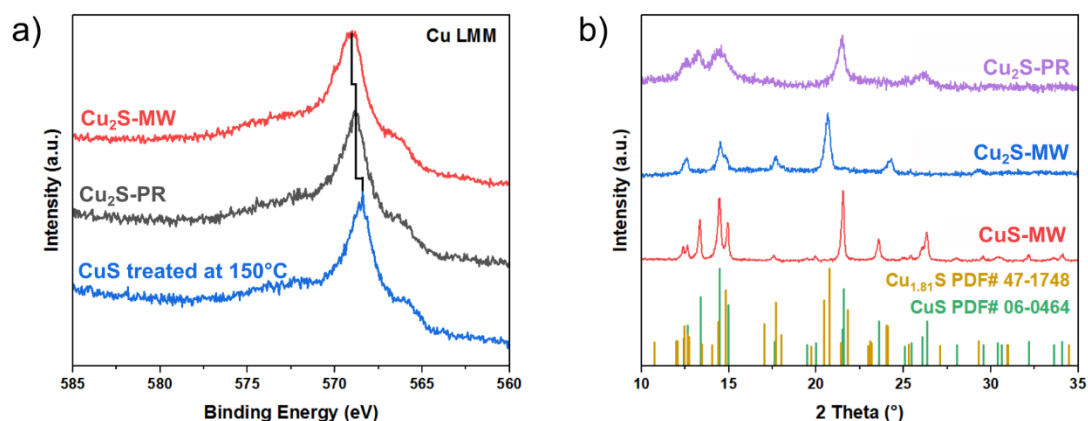 a)
Cu LMM
Cu₂S-MW
Cu₂S-PR
CuS treated at 150°C
Intensity (a.u.)
585 580 575 570 565 560
Binding Energy (eV)
b)
Cu₂S-PR
Cu₂S-MW
CuS-MW
Cu₁.₈₁S PDF# 47-1748
CuS PDF# 06-0464
Intensity (a.u.)
10 15 20 25 30 35
2 Theta (°)